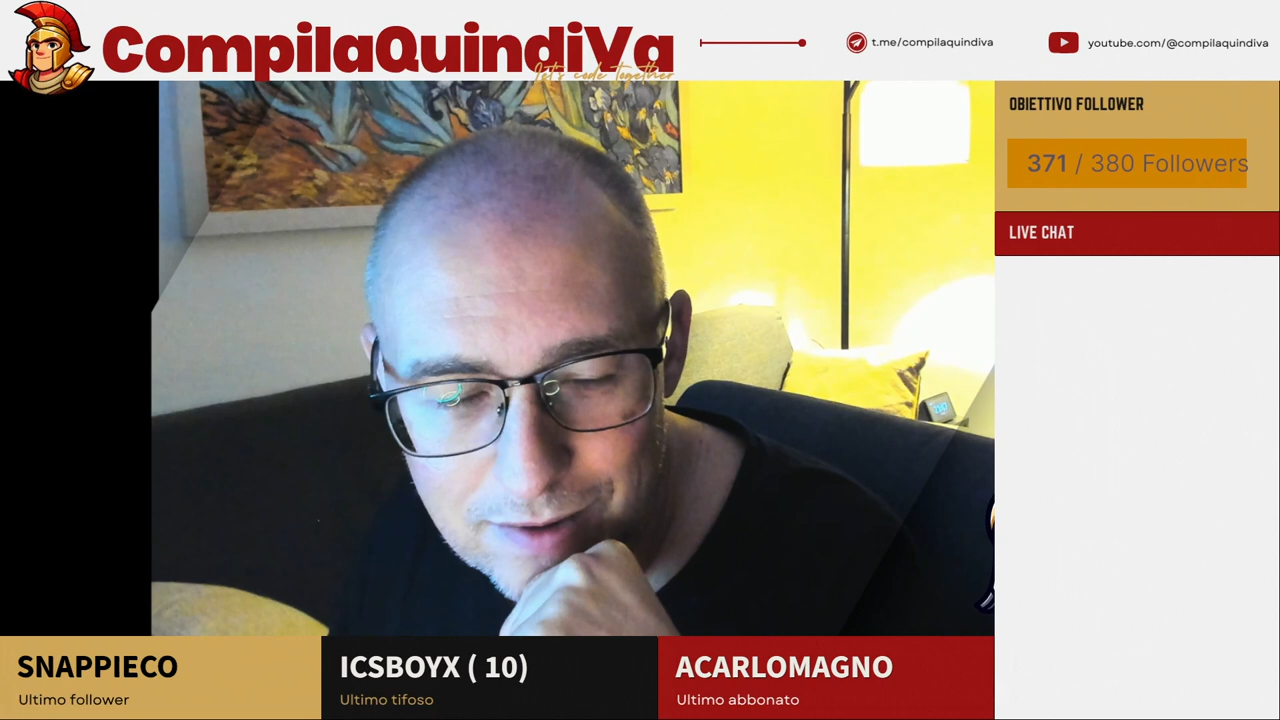 CompilaQuindiVa
let's code together
t.me/compilaquindiva
youtube.com/@compilaquindiva
OBIETTIVO FOLLOWER
371 / 380 Followers
LIVE CHAT
SNAPPIECO
Ultimo follower
ICSBOYX ( 10)
Ultimo tifoso
ACARLOMAGNO
Ultimo abbonato